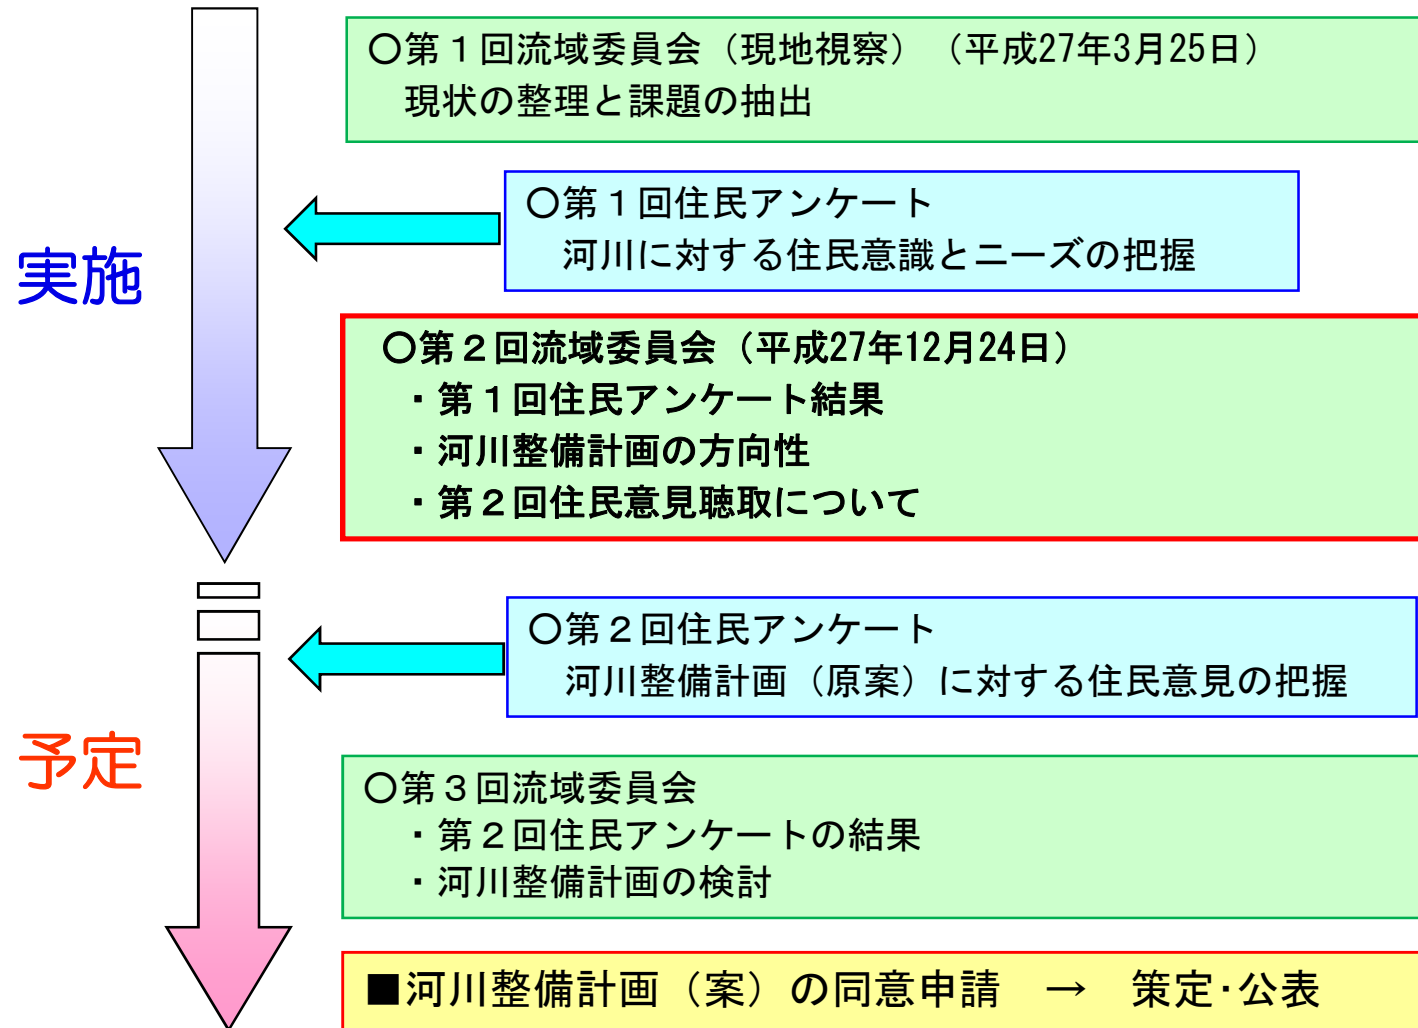 〇第１回流域委員会（現地視察）（平成27年3月25日）
現状の整理と課題の抽出
〇第１回住民アンケート
河川に対する住民意識とニーズの把握
実施
〇第２回流域委員会（平成27年12月24日）
・第１回住民アンケート結果
・河川整備計画の方向性
・第２回住民意見聴取について
〇第２回住民アンケート
河川整備計画（原案）に対する住民意見の把握
予定
〇第３回流域委員会
・第２回住民アンケートの結果
・河川整備計画の検討
■河川整備計画（案）の同意申請　→　策定・公表